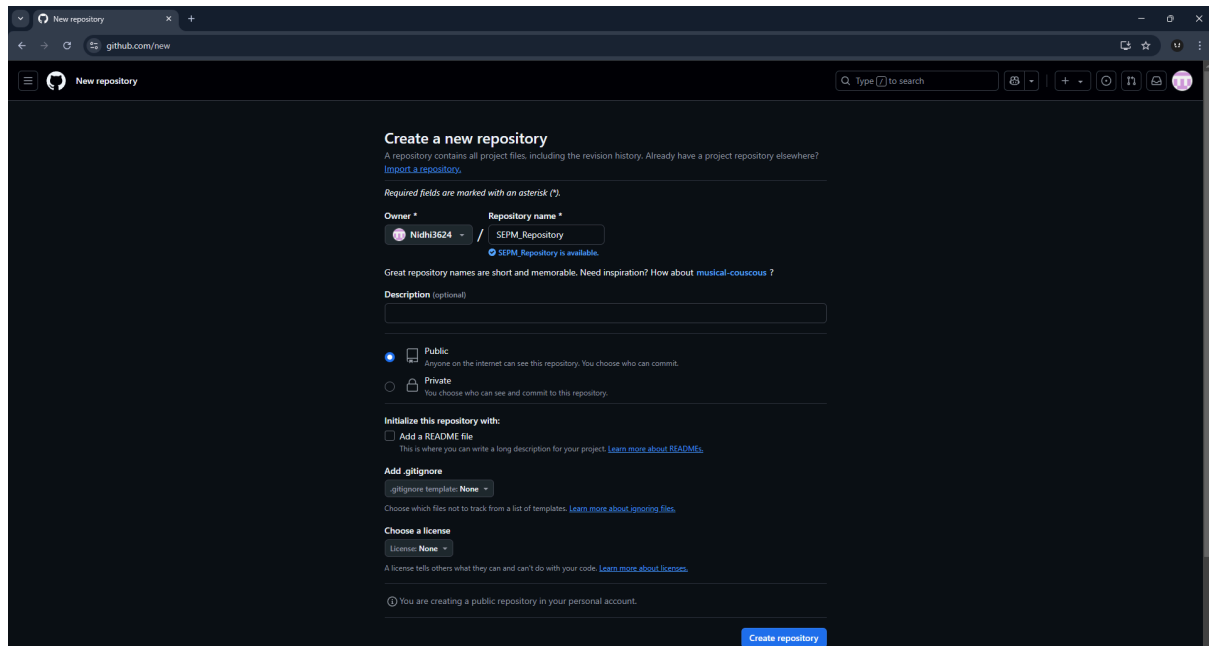 New repository
github.com/new
New repository
Type / to search
Create a new repository
A repository contains all project files, including the revision history. Already have a project repository elsewhere?
Import a repository.
Required fields are marked with an asterisk (*).
Owner * Repository name *
Nidhi3624 / SEPM_Repository
SEPM_Repository is available.
Great repository names are short and memorable. Need inspiration? How about musical-couscous ?
Description (optional)
Public
Anyone on the internet can see this repository. You choose who can commit.
Private
You choose who can see and commit to this repository.
Initialize this repository with:
Add a README file
This is where you can write a long description for your project. Learn more about READMEs.
Add .gitignore
.gitignore template: None
Choose which files not to track from a list of templates. Learn more about ignoring files.
Choose a license
License: None
A license tells others what they can and can't do with your code. Learn more about licenses.
You are creating a public repository in your personal account.
Create repository